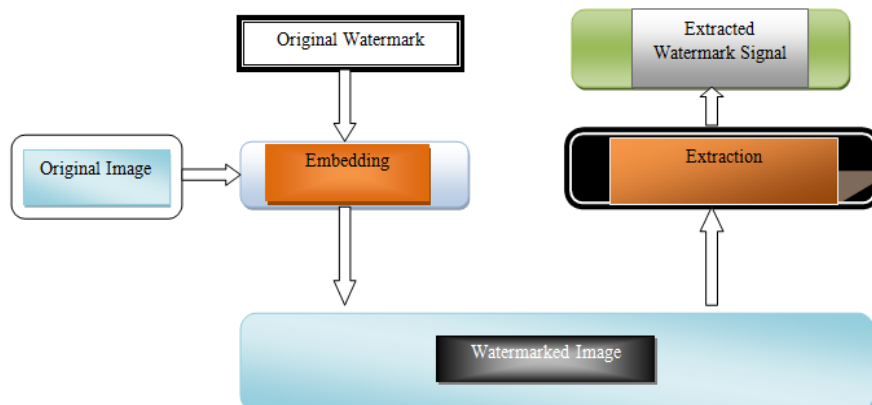 Original Watermark
Extracted
Watermark Signal
Original Image
Embedding
Extraction
Watermarked Image